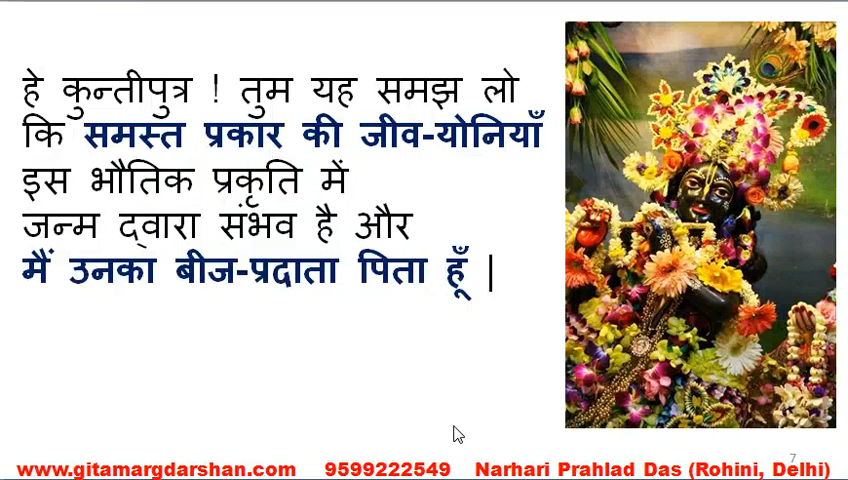 हे कुन्तीपुत्र ! तुम यह समझ लो
कि समस्त प्रकार की जीव-योनियाँ
इस भौतिक प्रकृति में
जन्म द्वारा संभव है और
मैं उनका बीज-प्रदाता पिता हूँ |
7
www.gitamargdarshan.com 9599222549 Narhari Prahlad Das (Rohini, Delhi)